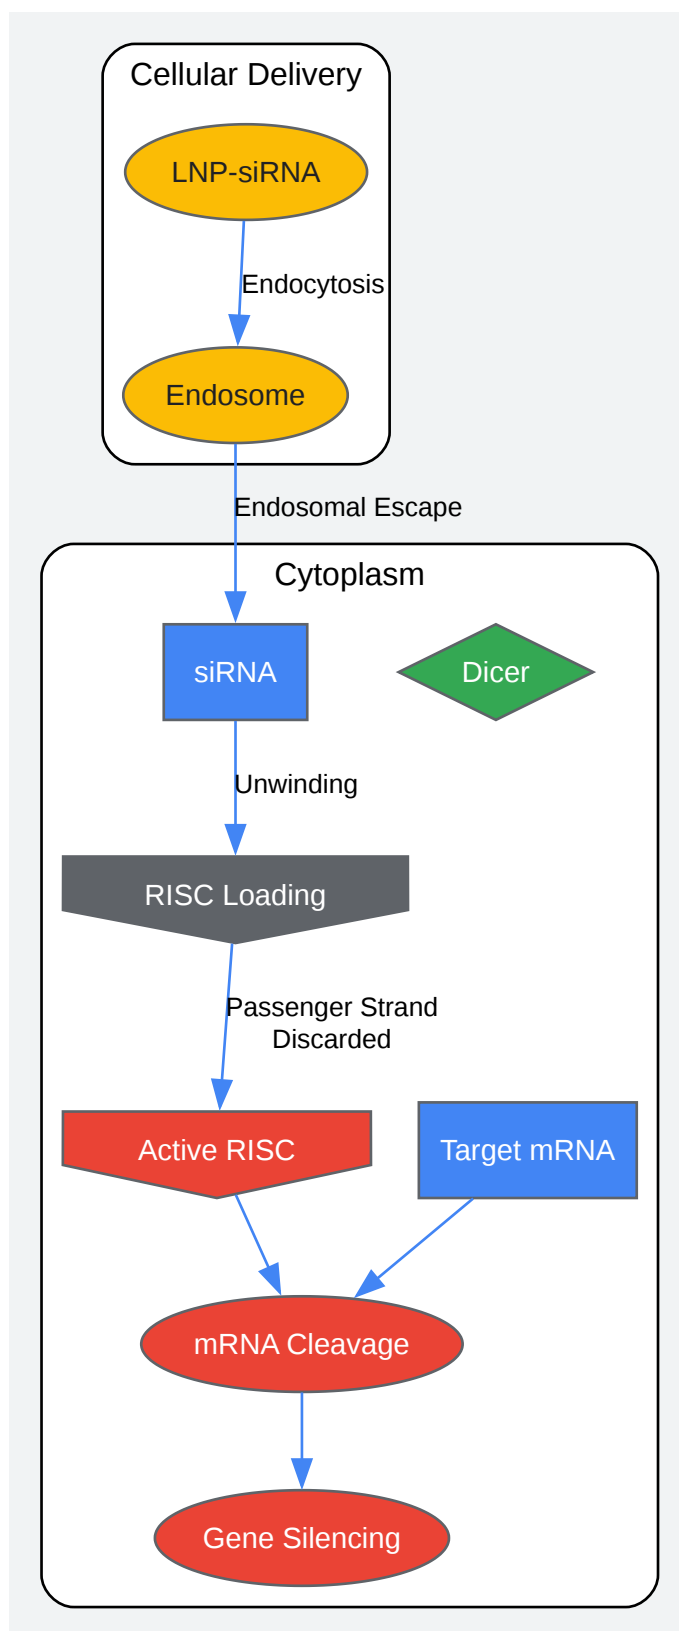 Cellular Delivery
LNP-siRNA
Endocytosis
Endosome
Endosomal Escape
Cytoplasm
siRNA
Dicer
Unwinding
RISC Loading
Passenger Strand
Discarded
Active RISC
Target mRNA
mRNA Cleavage
Gene Silencing